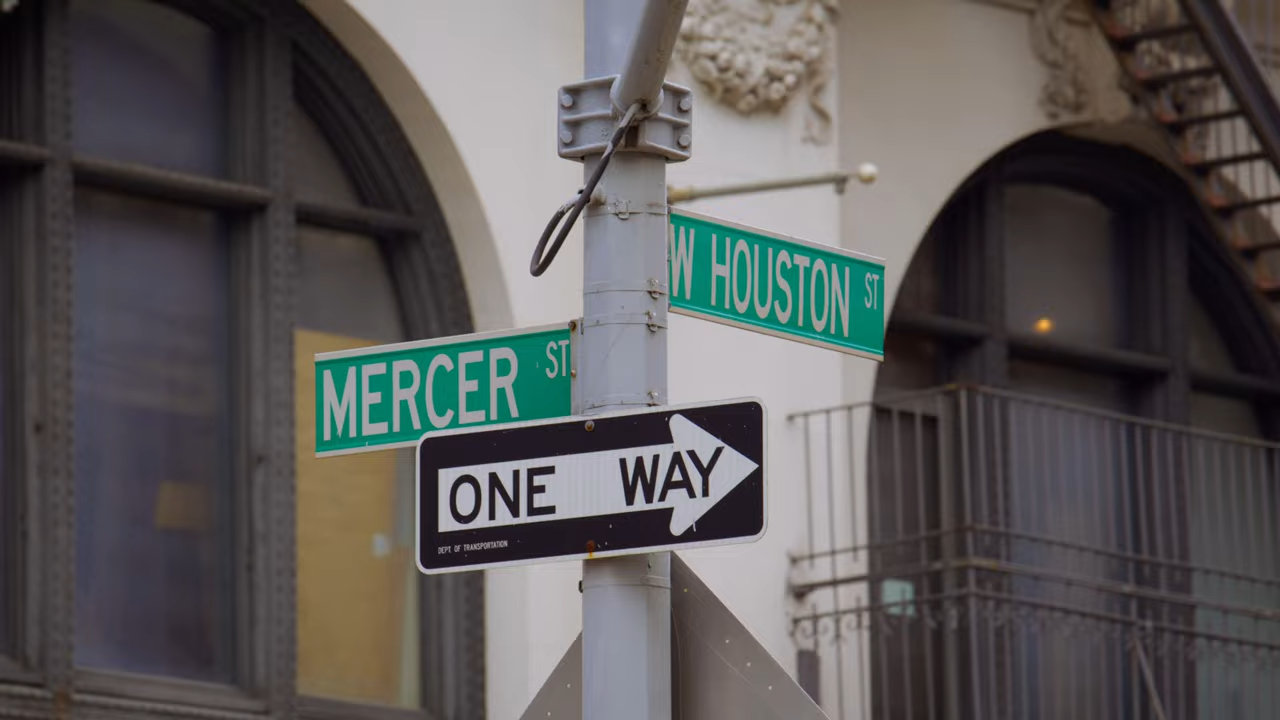 W HOUSTON ST
MERCER ST
ONE WAY
DEPT. OF TRANSPORTATION